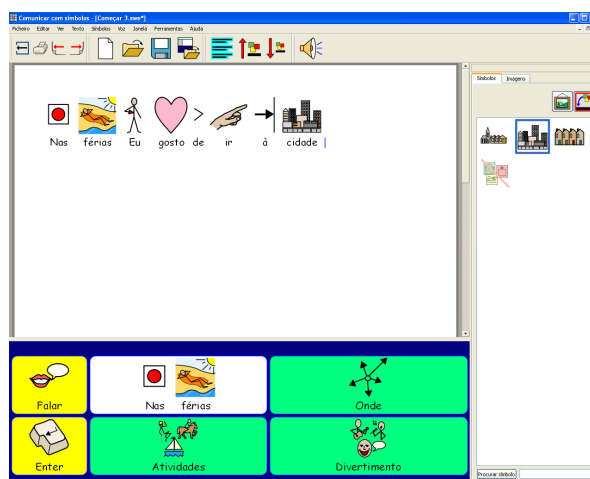 Comunicar com símbolos - [Começar 3.swe*]
Ficheiro Editar Ver Texto Símbolos Voz Janela Ferramentas Ajuda
Nas férias Eu gosto de ir à cidade
Símbolos Imagens
Nas férias
Falar
Onde
Enter
Atividades
Divertimento
Procurar símbolo